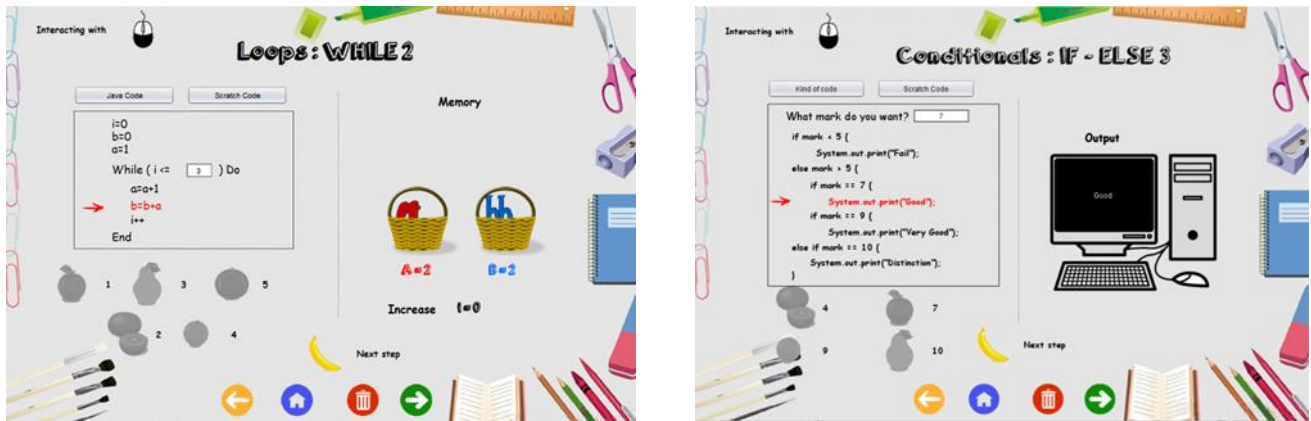 Interacting with
Loops: WHILE 2
Java Code
Scratch Code
i=0
b=0
a=1
While ( i <= 3 ) Do
a=a+1
b=b+a
i++
End
1
3
5
2
4
Memory
A=2
B=2
Increase I=0
Next step
Interacting with
Conditionals : IF - ELSE 3
Kind of code
Scratch Code
What mark do you want? 7
if mark < 5 {
System.out.print("Fail");
else mark > 5 {
if mark == 7 {
System.out.print("Good");
if mark == 9 {
System.out.print("Very Good");
else if mark == 10 {
System.out.print("Distinction");
}
4
7
9
10
Output
Good
Next step